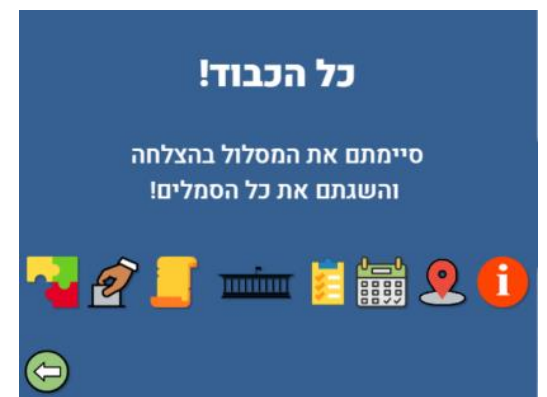 כל הכבוד!
סיימתם את המסלול בהצלחה
והשגתם את כל הסמלים!
i